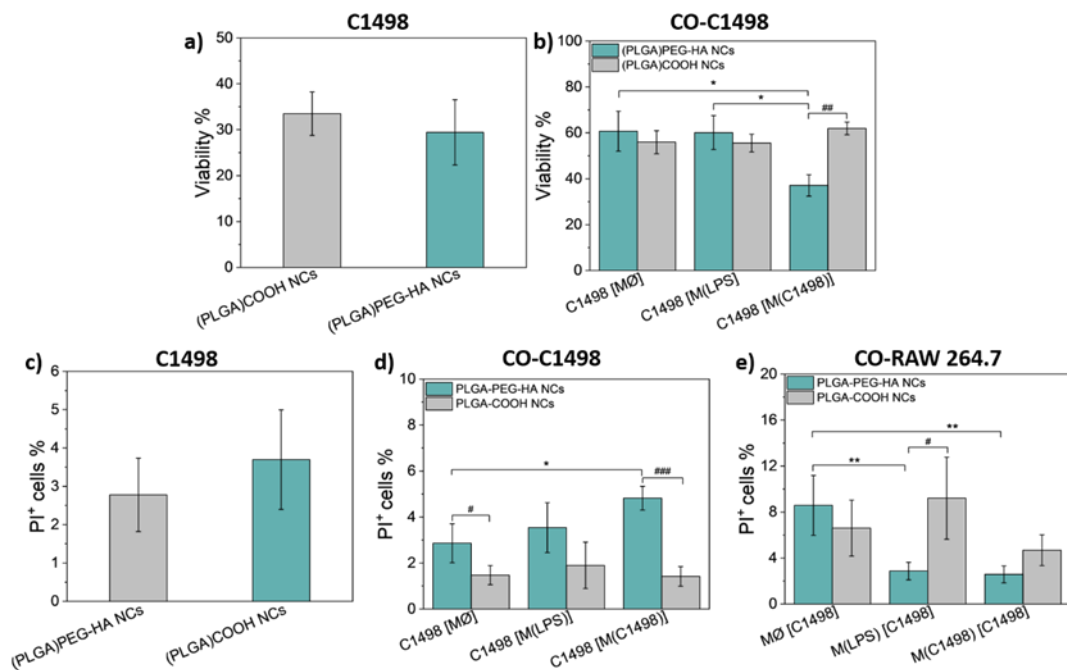 C1498
a)
Viability %
50
40
30
20
10
0
(PLGA)COOH NCs
(PLGA)PEG-HA NCs
CO-C1498
b)
Viability %
100
80
60
40
20
0
(PLGA)PEG-HA NCs
(PLGA)COOH NCs
*
*
##
C1498 [MØ]
C1498 [M(LPS]
C1498 [M(C1498)]
C1498
c)
PI+ cells %
6
5
4
3
2
1
0
(PLGA)PEG-HA NCs
(PLGA)COOH NCs
CO-C1498
d)
PI+ cells %
10
8
6
4
2
0
PLGA-PEG-HA NCs
PLGA-COOH NCs
*
#
###
C1498 [MØ]
C1498 [M(LPS)]
C1498 [M(C1498)]
CO-RAW 264.7
e)
PI+ cells %
20
16
12
8
4
0
PLGA-PEG-HA NCs
PLGA-COOH NCs
**
**
#
MØ [C1498]
M(LPS) [C1498]
M(C1498) [C1498]